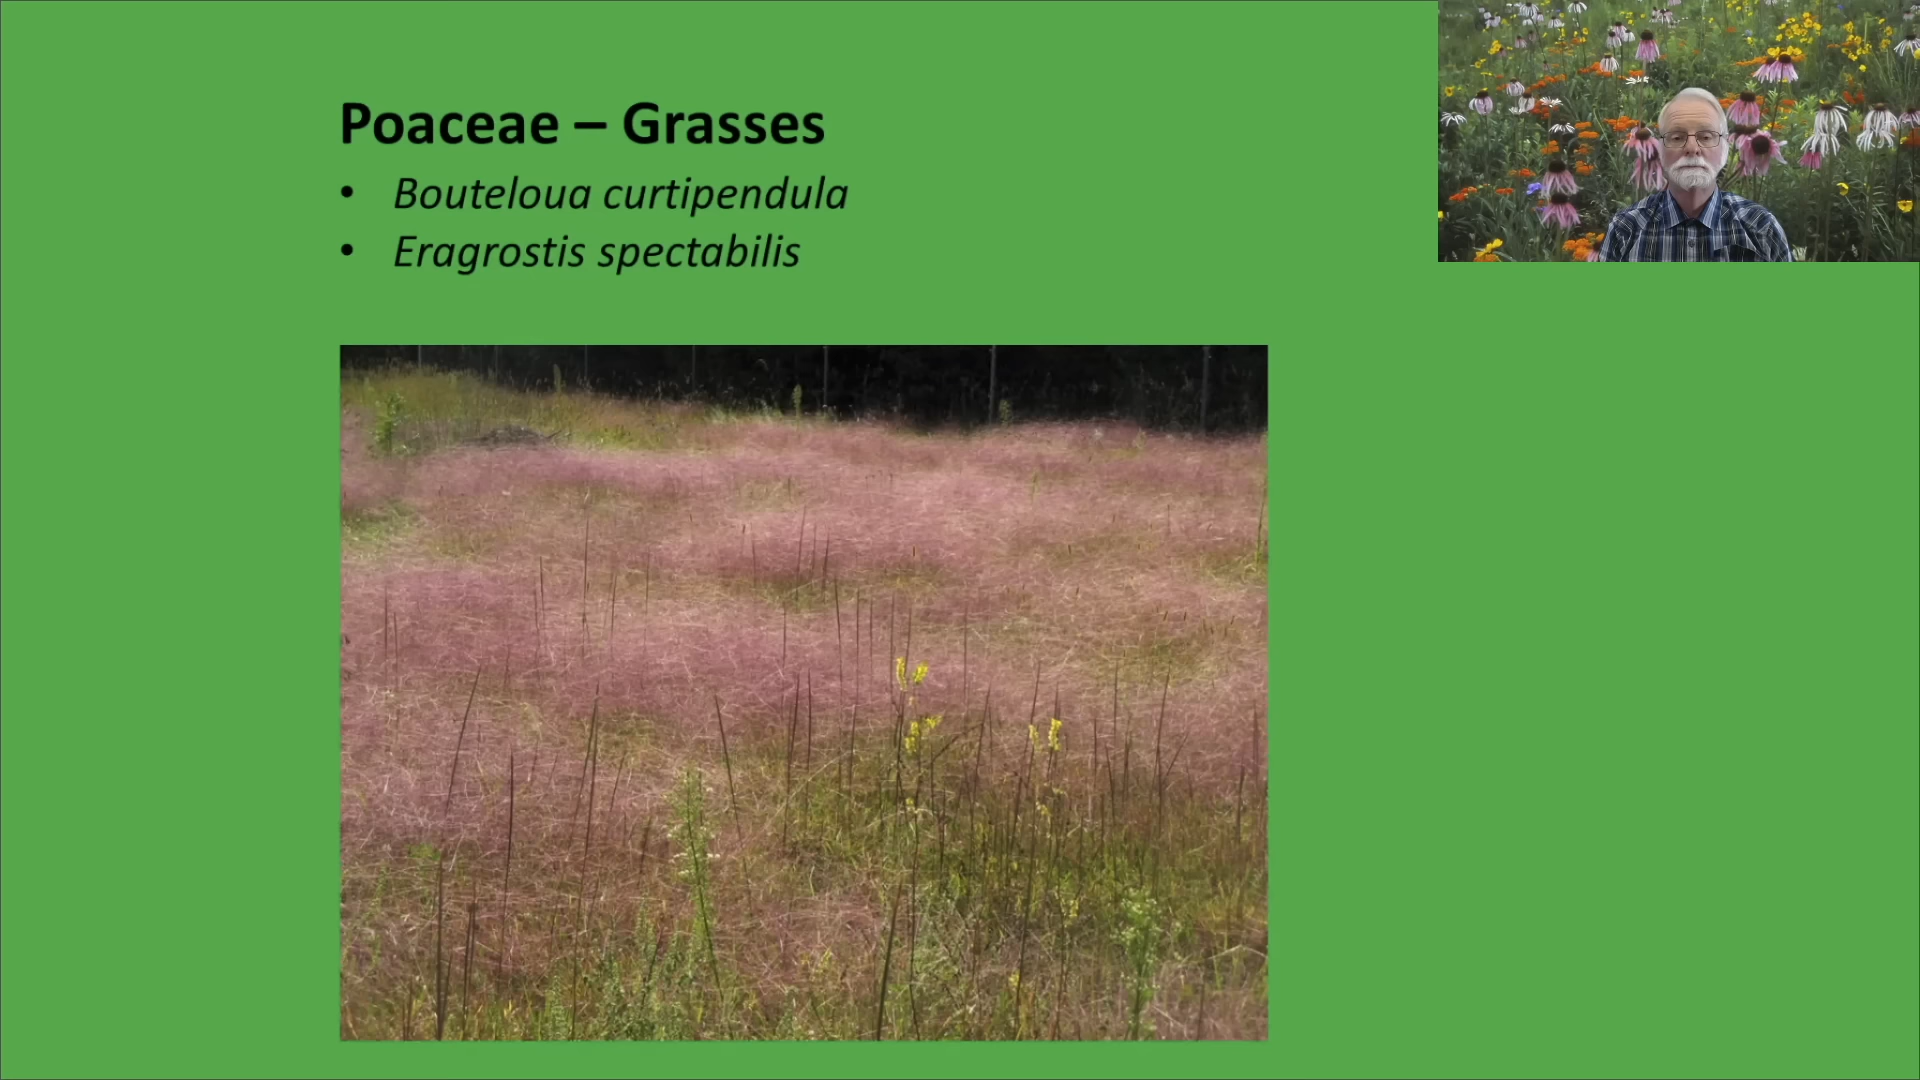 Poaceae – Grasses
• Bouteloua curtipendula
• Eragrostis spectabilis